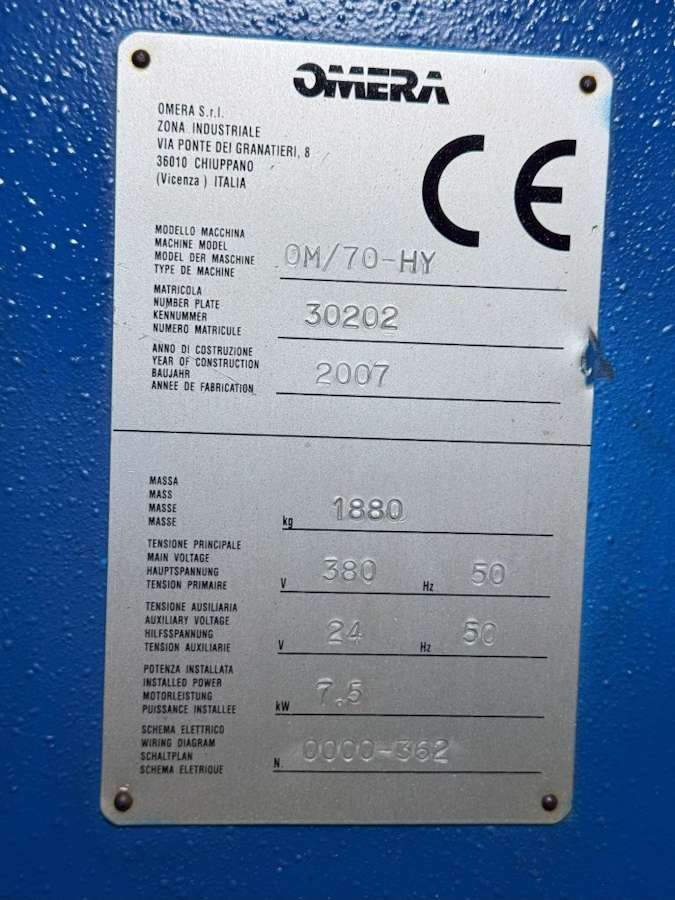 OMERA
OMERA S.r.l.
ZONA INDUSTRIALE
VIA PONTE DEI GRANATIERI, 8
36010 CHIUPPANO
(Vicenza ) ITALIA
CE
MODELLO MACCHINA
MACHINE MODEL
MODEL DER MASCHINE
TYPE DE MACHINE
OM/70-HY
MATRICOLA
NUMBER PLATE
KENNUMMER
NUMERO MATRICULE
30202
ANNO DI COSTRUZIONE
YEAR OF CONSTRUCTION
BAUJAHR
ANNEE DE FABRICATION
2007
MASSA
MASS
MASSE
MASSE
kg 1880
TENSIONE PRINCIPALE
MAIN VOLTAGE
HAUPTSPANNUNG
TENSION PRIMAIRE
V 380 Hz 50
TENSIONE AUSILIARIA
AUXILIARY VOLTAGE
HILFSSPANNUNG
TENSION AUXILIARIE
V 24 Hz 50
POTENZA INSTALLATA
INSTALLED POWER
MOTORLEISTUNG
PUISSANCE INSTALLEE
kW 7.5
SCHEMA ELETTRICO
WIRING DIAGRAM
SCHALTPLAN
SCHEMA ELETRIQUE
N. 0000-362